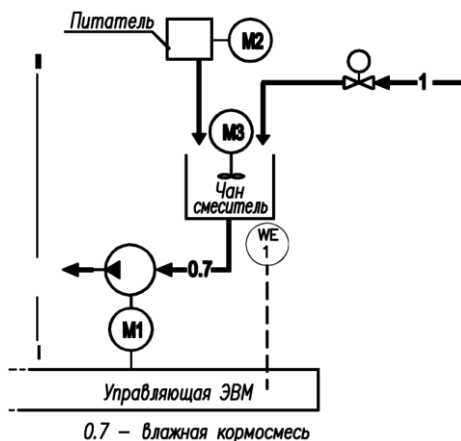 Питатель
M2
1
M3
Чан
смеситель
WE
1
0.7
M1
Управляющая ЭВМ
0.7 – влажная кормосмесь